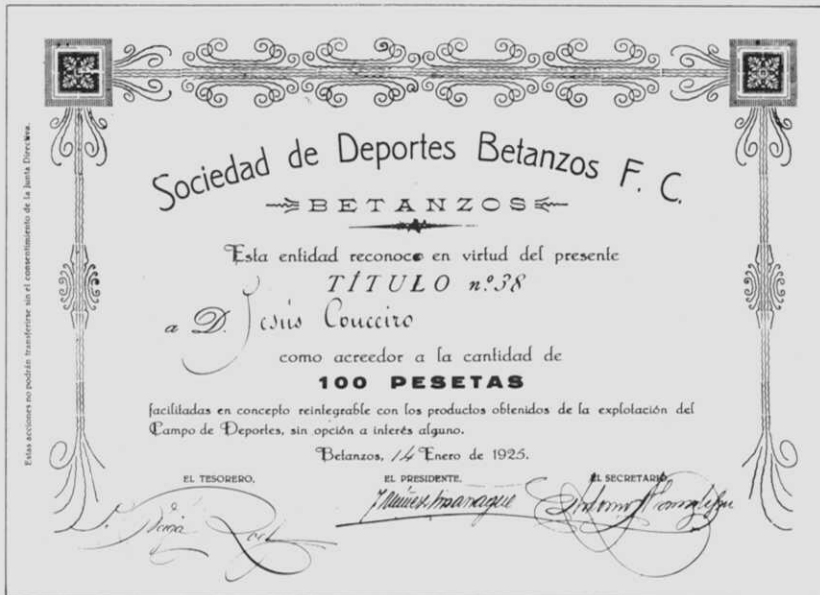 Sociedad de Deportes Betanzos F. C.
BETANZOS
Esta entidad reconoce en virtud del presente
TÍTULO n.º 38
a D. Jesús Couceiro
como acreedor a la cantidad de
100 PESETAS
facilitadas en concepto reintegrable con los productos obtenidos de la explotación del
Campo de Deportes, sin opción a interés alguno.
Betanzos, 14 Enero de 1925.
EL TESORERO, EL PRESIDENTE, EL SECRETARIO,
Estas acciones no podrán transferirse sin el consentimiento de la Junta Directiva.